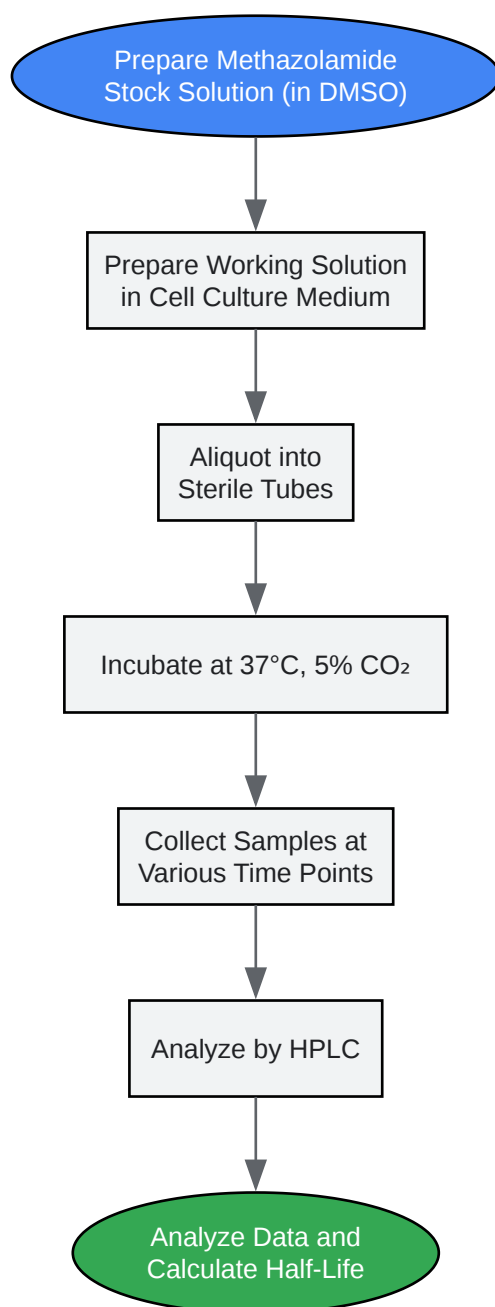 Prepare Methazolamide
Stock Solution (in DMSO)
Prepare Working Solution
in Cell Culture Medium
Aliquot into
Sterile Tubes
Incubate at 37°C, 5% CO₂
Collect Samples at
Various Time Points
Analyze by HPLC
Analyze Data and
Calculate Half-Life